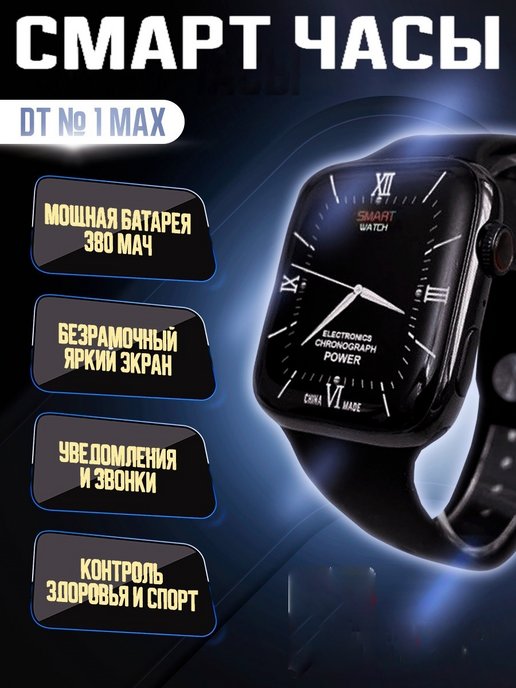 СМАРТ ЧАСЫ
DT № 1 MAX
МОЩНАЯ БАТАРЕЯ
380 МАЧ
БЕЗРАМОЧНЫЙ
ЯРКИЙ ЭКРАН
УВЕДОМЛЕНИЯ
И ЗВОНКИ
КОНТРОЛЬ
ЗДОРОВЬЯ И СПОРТ
XII
SMART
WATCH
IX
III
ELECTRONICS
CHRONOGRAPH
POWER
CHINA VI MADE